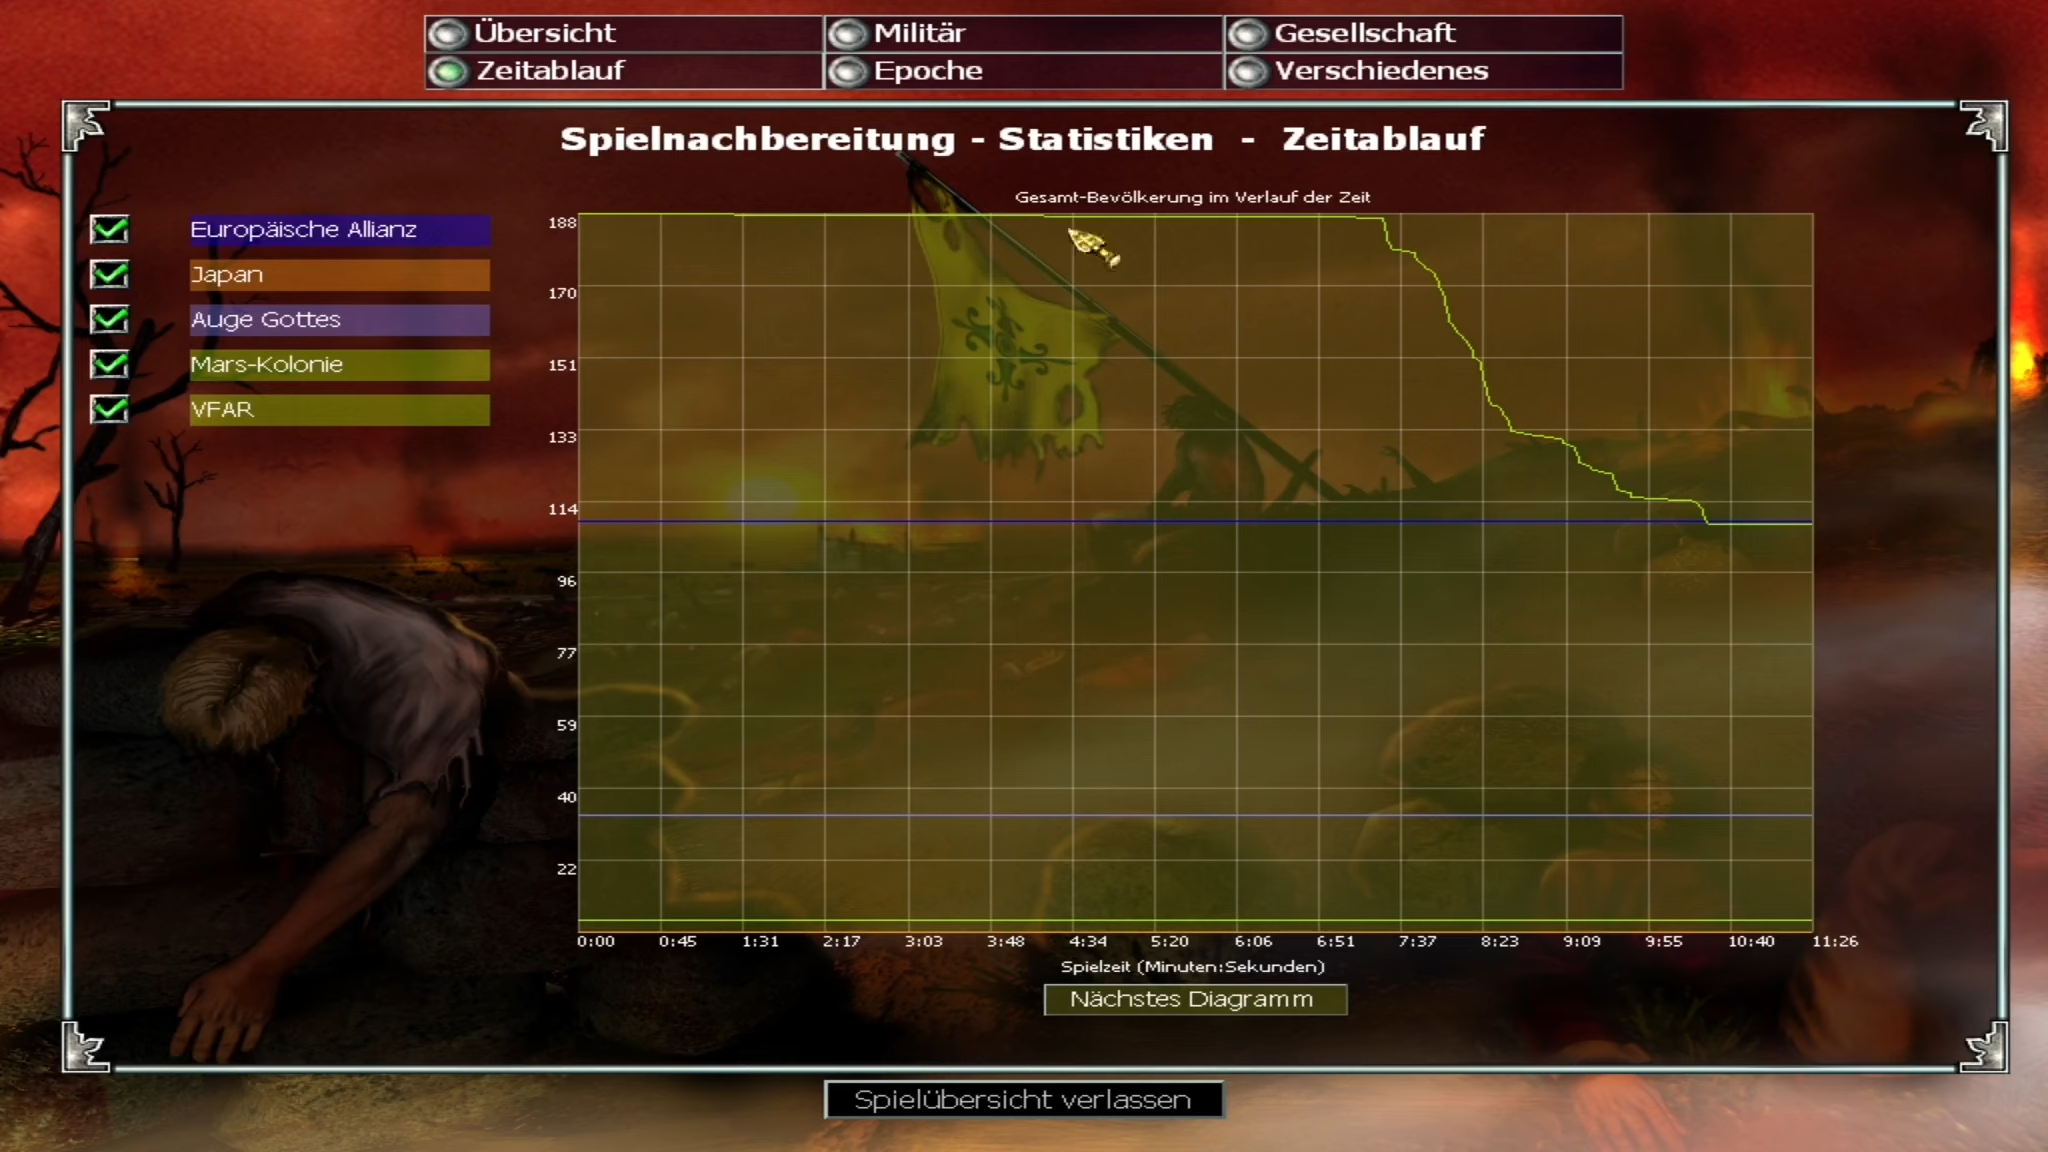 Übersicht
Militär
Gesellschaft
Zeitablauf
Epoche
Verschiedenes
Spielnachbereitung - Statistiken - Zeitablauf
Gesamt-Bevölkerung im Verlauf der Zeit
Europäische Allianz
Japan
Auge Gottes
Mars-Kolonie
VFAR
188
170
151
133
114
96
77
59
40
22
0:00 0:45 1:31 2:17 3:03 3:48 4:34 5:20 6:06 6:51 7:37 8:23 9:09 9:55 10:40 11:26
Spielzeit (Minuten:Sekunden)
Nächstes Diagramm
Spielübersicht verlassen